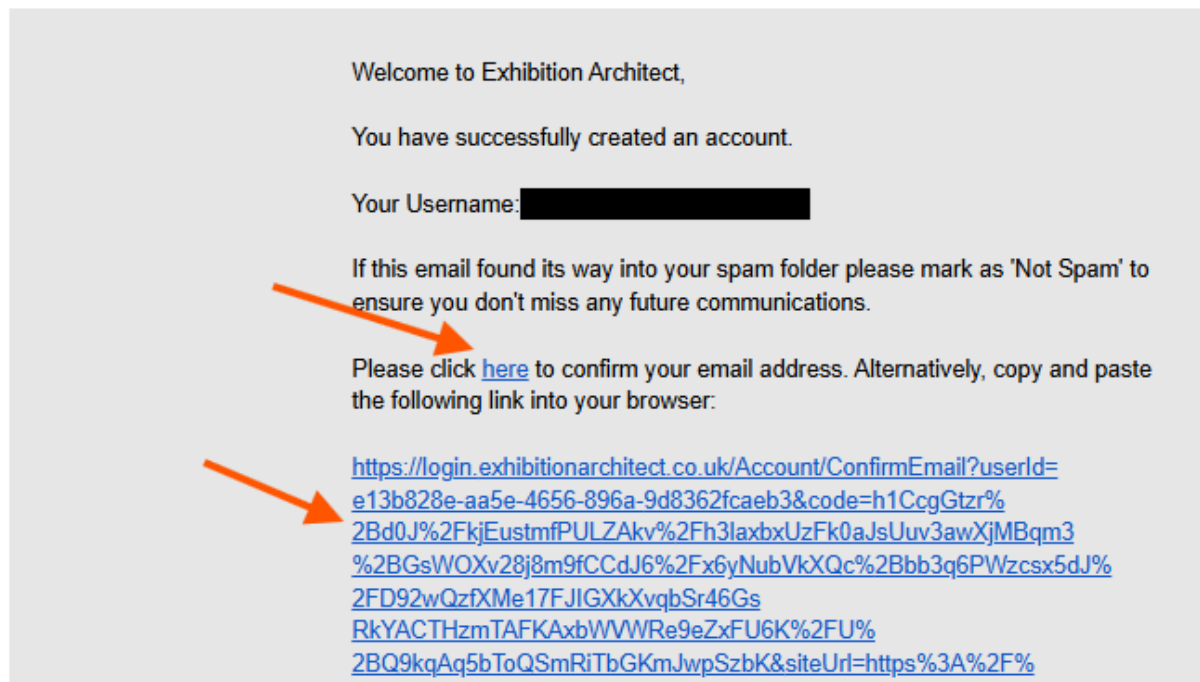 Welcome to Exhibition Architect,
You have successfully created an account.
Your Username:
If this email found its way into your spam folder please mark as 'Not Spam' to
ensure you don't miss any future communications.
Please click here to confirm your email address. Alternatively, copy and paste
the following link into your browser:
https://login.exhibitionarchitect.co.uk/Account/ConfirmEmail?userId=
e13b828e-aa5e-4656-896a-9d8362fcaeb3&code=h1CcgGtzr%
2Bd0J%2FkjEustmfPULZAkv%2Fh3laxbxUzFk0aJsUuv3awXjMBqm3
%2BGsWOXv28j8m9fCCdJ6%2Fx6yNubVkXQc%2Bbb3q6PWzcsx5dJ%
2FD92wQzfXMe17FJIGXkXvqbSr46Gs
RkYACTHzmTAFKAxbWVWRe9eZxFU6K%2FU%
2BQ9kqAq5bToQSmRiTbGKmJwpSzbK&siteUrl=https%3A%2F%